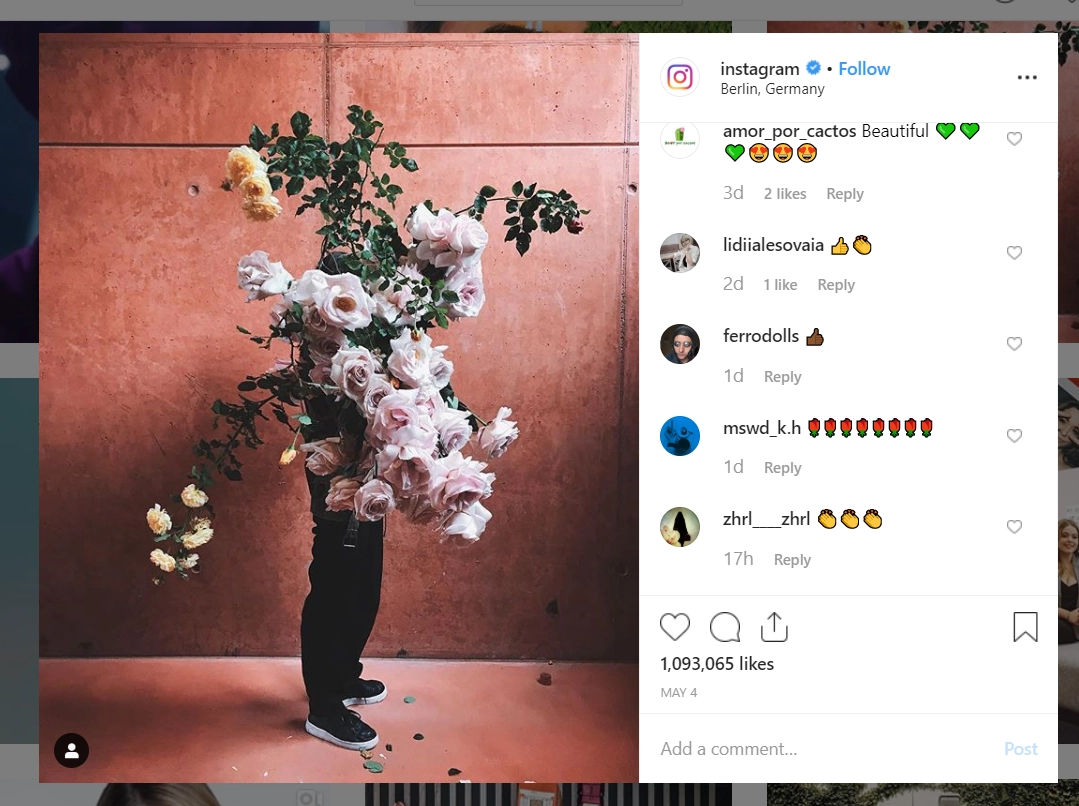 instagram • Follow
Berlin, Germany
amor_por_cactos Beautiful 💚💚
💚😍😍😍
3d 2 likes Reply
lidiialesovaia 👍👏
2d 1 like Reply
ferrodolls 👍🏿
1d Reply
mswd_k.h 🌹🌹🌹🌹🌹🌹🌹🌹
1d Reply
zhrl____zhrl 👏👏👏
17h Reply
1,093,065 likes
MAY 4
Add a comment... Post